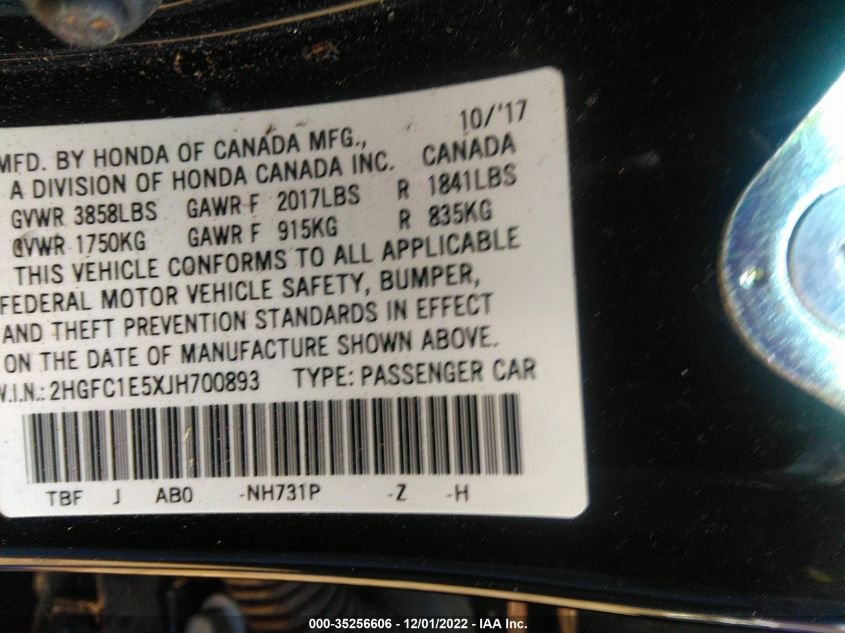 10/'17
MFD. BY HONDA OF CANADA MFG.,
A DIVISION OF HONDA CANADA INC. CANADA
GVWR 3858LBS GAWR F 2017LBS R 1841LBS
GVWR 1750KG GAWR F 915KG R 835KG
THIS VEHICLE CONFORMS TO ALL APPLICABLE
FEDERAL MOTOR VEHICLE SAFETY, BUMPER,
AND THEFT PREVENTION STANDARDS IN EFFECT
ON THE DATE OF MANUFACTURE SHOWN ABOVE.
V.I.N.: 2HGFC1E5XJH700893 TYPE: PASSENGER CAR
TBF J AB0 -NH731P -Z -H
000-35256606 - 12/01/2022 - IAA Inc.